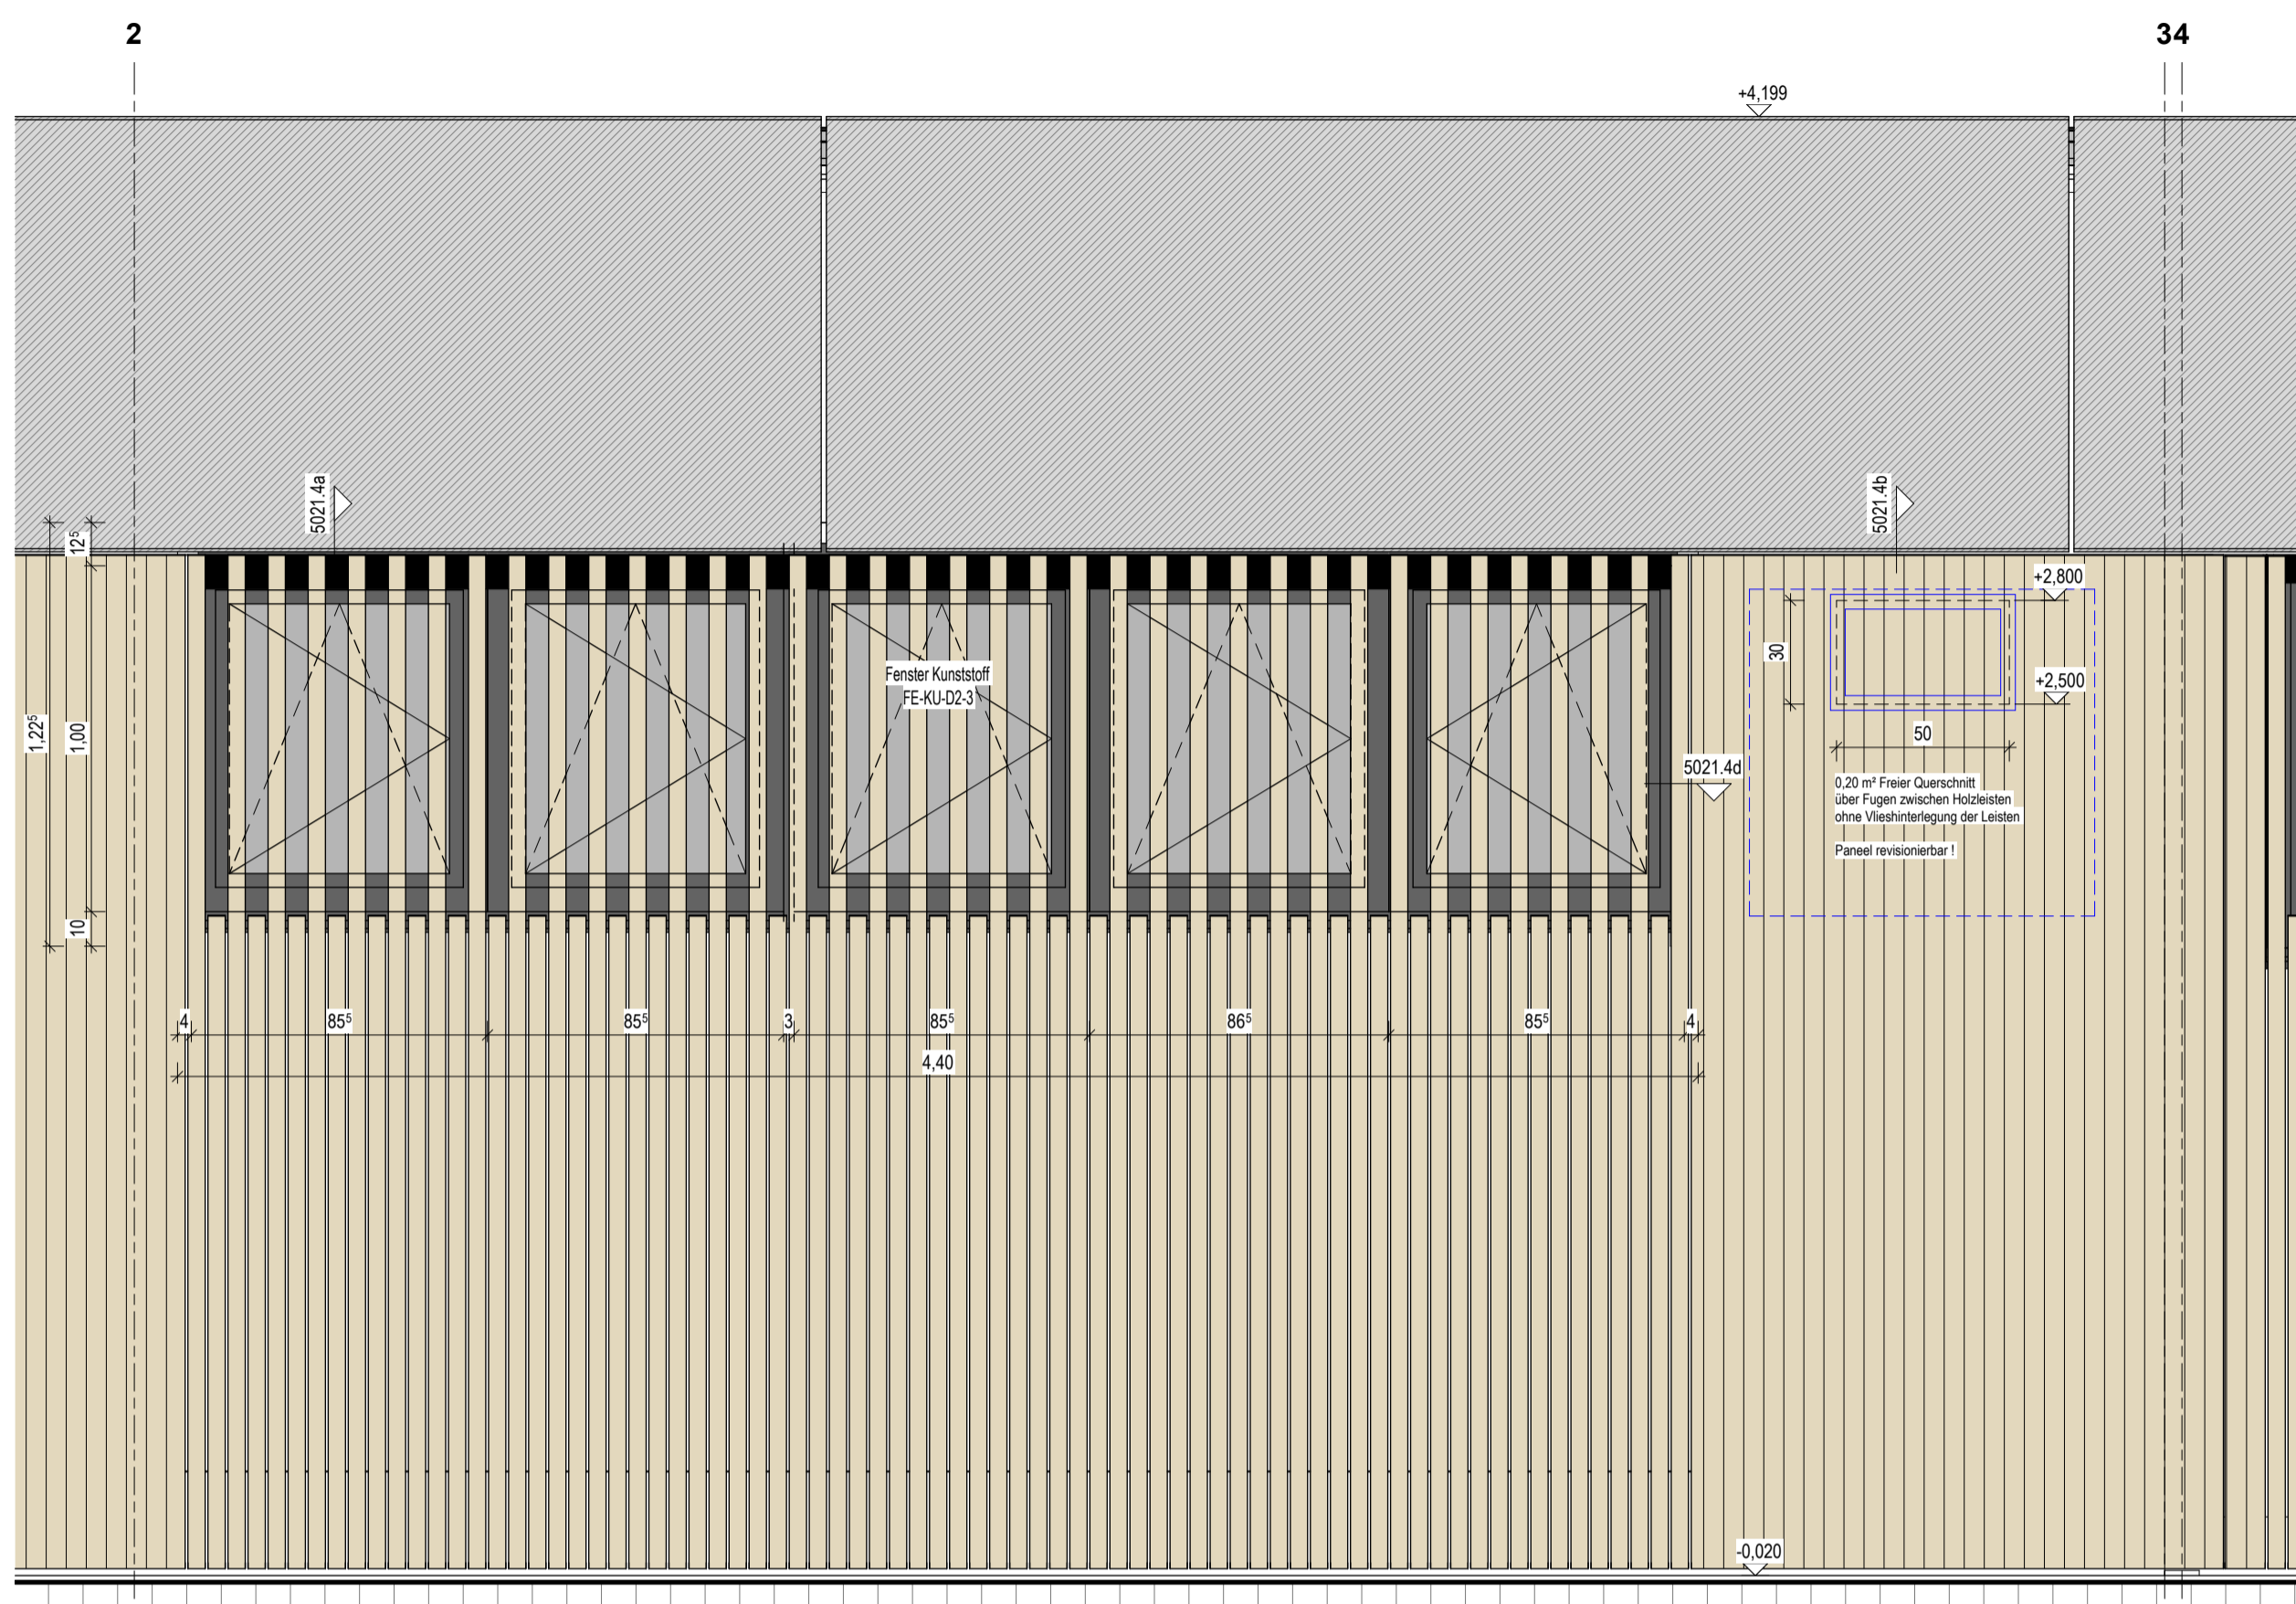 2
34
+4,199
5021.4a
5021.4b
12⁵
1,22⁵
1,00
10
+2,800
30
+2,500
50
Fenster Kunststoff
FE-KU-D2-3
5021.4d
0,20 m² Freier Querschnitt
über Fugen zwischen Holzleisten
ohne Vlieshinterlegung der Leisten
Paneel revisionierbar !
4
85⁵
85⁵
3
85⁵
86⁵
85⁵
4
4,40
-0,020